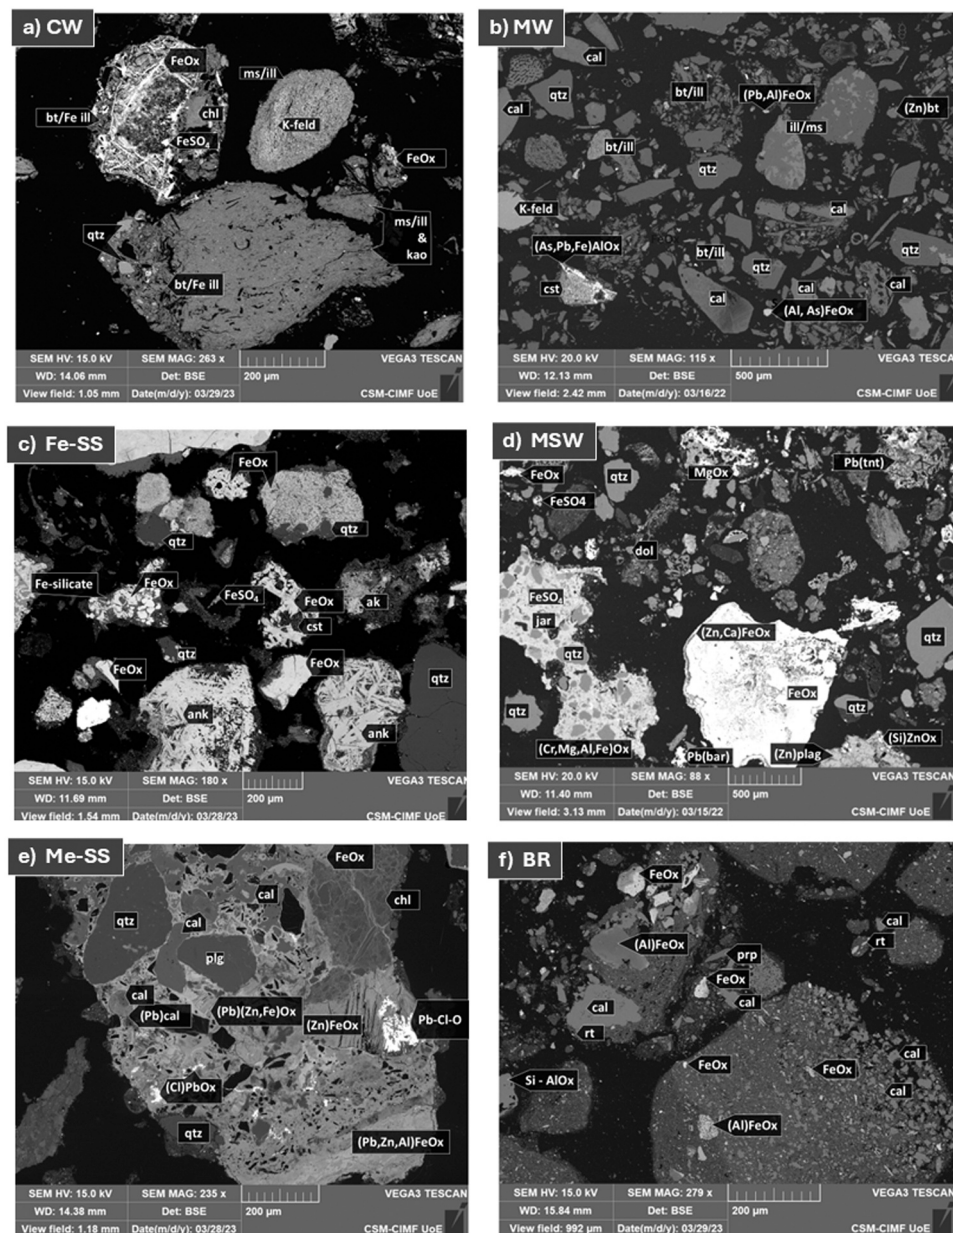 a) CW
FeOx
ms/ill
bt/Fe ill
chl
K-feld
FeSO4
FeOx
qtz
ms/ill
&
kao
bt/Fe ill
SEM HV: 15.0 kV SEM MAG: 263 x VEGA3 TESCAN
WD: 14.06 mm Det: BSE 200 µm
View field: 1.05 mm Date(m/d/y): 03/29/23 CSM-CIMF UoE
b) MW
cal
bt/ill
(Pb,Al)FeOx
(Zn)bt
qtz
cal
ill/ms
bt/ill
qtz
K-feld
cal
(As,Pb,Fe)AlOx
bt/ill
qtz
qtz
cst
cal
cal
cal
(Al, As)FeOx
SEM HV: 20.0 kV SEM MAG: 115 x VEGA3 TESCAN
WD: 12.13 mm Det: BSE 500 µm
View field: 2.42 mm Date(m/d/y): 03/16/22 CSM-CIMF UoE
c) Fe-SS
FeOx
qtz
qtz
Fe-silicate
FeOx
FeSO4
FeOx
ak
cst
qtz
FeOx
FeOx
qtz
ank
ank
SEM HV: 15.0 kV SEM MAG: 180 x VEGA3 TESCAN
WD: 11.69 mm Det: BSE 200 µm
View field: 1.54 mm Date(m/d/y): 03/28/23 CSM-CIMF UoE
d) MSW
FeOx
qtz
MgOx
Pb(tnt)
FeSO4
dol
FeSO4
jar
(Zn,Ca)FeOx
qtz
qtz
FeOx
qtz
qtz
(Cr,Mg,Al,Fe)Ox
Pb(bar)
(Zn)plag
(Si)ZnOx
SEM HV: 20.0 kV SEM MAG: 88 x VEGA3 TESCAN
WD: 11.40 mm Det: BSE 500 µm
View field: 3.13 mm Date(m/d/y): 03/15/22 CSM-CIMF UoE
e) Me-SS
FeOx
cal
chl
qtz
cal
plg
cal
(Pb)cal
(Pb)(Zn,Fe)Ox
(Zn)FeOx
Pb-Cl-O
(Cl)PbOx
qtz
(Pb,Zn,Al)FeOx
SEM HV: 15.0 kV SEM MAG: 235 x VEGA3 TESCAN
WD: 14.38 mm Det: BSE 200 µm
View field: 1.18 mm Date(m/d/y): 03/28/23 CSM-CIMF UoE
f) BR
FeOx
cal
(Al)FeOx
rt
prp
FeOx
cal
cal
rt
FeOx
FeOx
cal
Si - AlOx
cal
(Al)FeOx
SEM HV: 15.0 kV SEM MAG: 279 x VEGA3 TESCAN
WD: 15.84 mm Det: BSE 200 µm
View field: 992 µm Date(m/d/y): 03/29/23 CSM-CIMF UoE